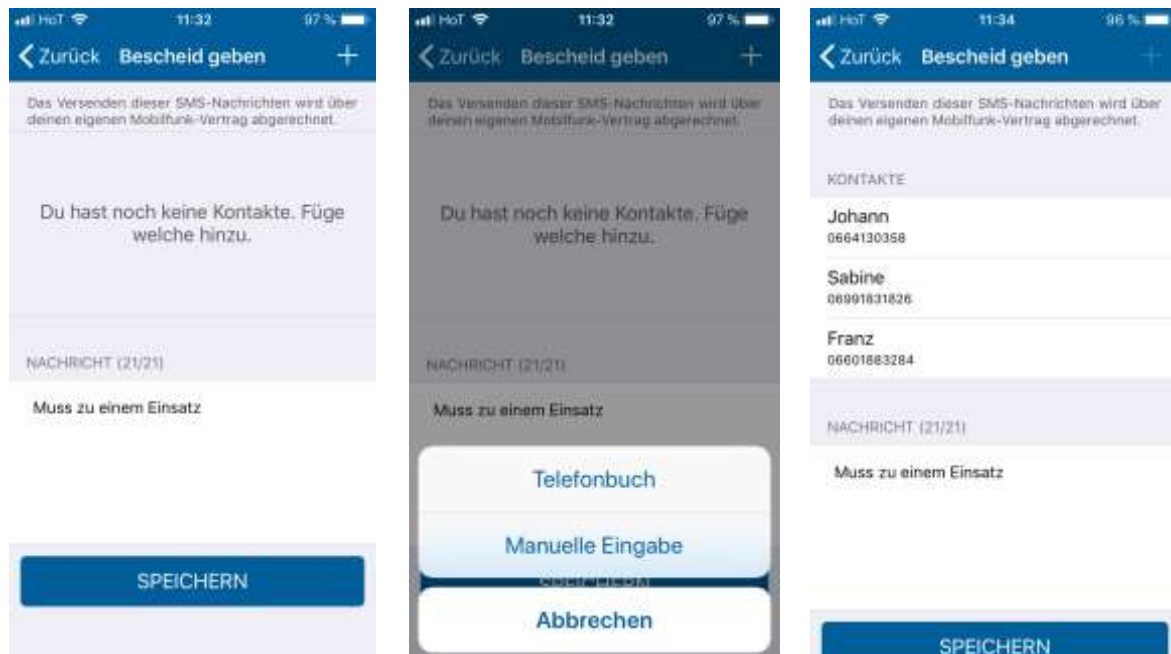 HoT 11:32 97 %
Zurück Bescheid geben +
Das Versenden dieser SMS-Nachrichten wird über
deinen eigenen Mobilfunk-Vertrag abgerechnet.
Du hast noch keine Kontakte. Füge
welche hinzu.
NACHRICHT (21/21)
Muss zu einem Einsatz
SPEICHERN
HoT 11:32 97 %
Zurück Bescheid geben +
Das Versenden dieser SMS-Nachrichten wird über
deinen eigenen Mobilfunk-Vertrag abgerechnet.
Du hast noch keine Kontakte. Füge
welche hinzu.
NACHRICHT (21/21)
Muss zu einem Einsatz
Telefonbuch
Manuelle Eingabe
SPEICHERN
Abbrechen
HoT 11:34 96 %
Zurück Bescheid geben +
Das Versenden dieser SMS-Nachrichten wird über
deinen eigenen Mobilfunk-Vertrag abgerechnet.
KONTAKTE
Johann
0664130358
Sabine
06991831826
Franz
06601883284
NACHRICHT (21/21)
Muss zu einem Einsatz
SPEICHERN